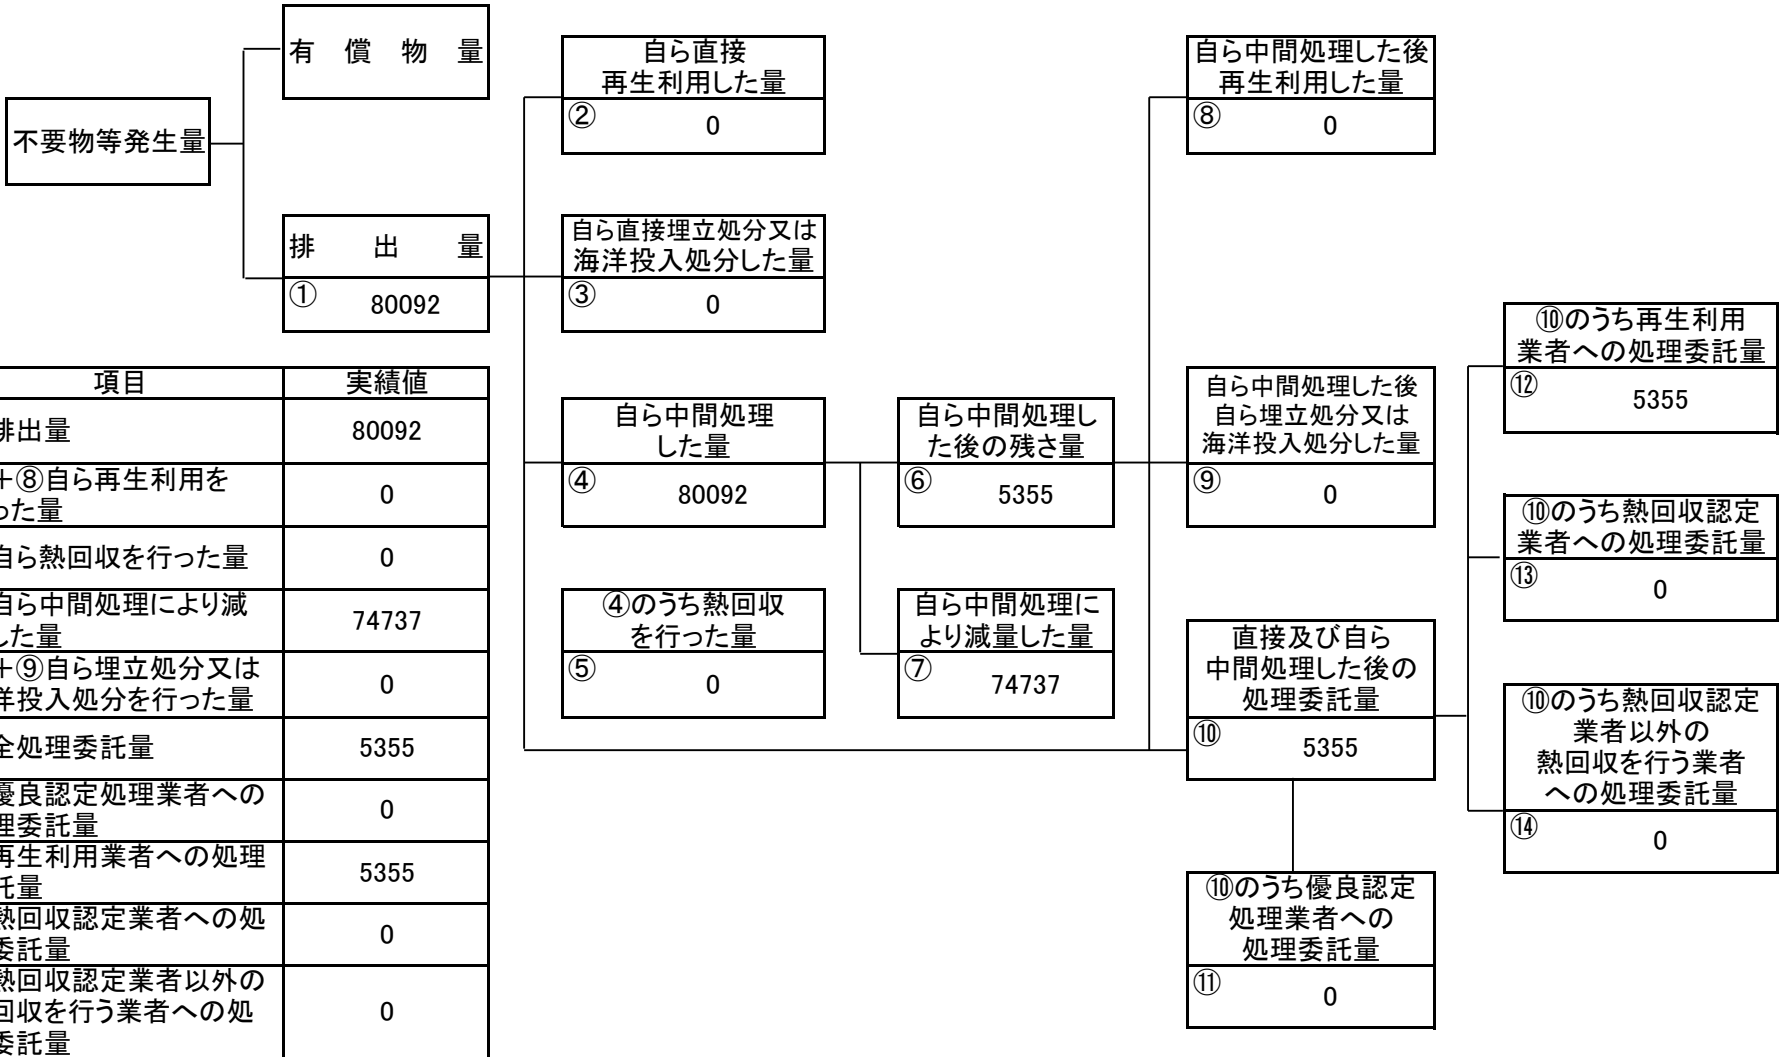 有償物量
不要物等発生量
排出量
① 80092
自ら直接
再生利用した量
② 0
自ら直接埋立処分又は
海洋投入処分した量
③ 0
自ら中間処理
した量
④ 80092
④のうち熱回収
を行った量
⑤ 0
自ら中間処理し
た後の残さ量
⑥ 5355
自ら中間処理に
より減量した量
⑦ 74737
自ら中間処理した後
再生利用した量
⑧ 0
自ら中間処理した後
自ら埋立処分又は
海洋投入処分した量
⑨ 0
直接及び自ら
中間処理した後の
処理委託量
⑩ 5355
⑩のうち優良認定
処理業者への
処理委託量
⑪ 0
⑩のうち再生利用
業者への処理委託量
⑫ 5355
⑩のうち熱回収認定
業者への処理委託量
⑬ 0
⑩のうち熱回収認定
業者以外の
熱回収を行う業者
への処理委託量
⑭ 0
項目 実績値
排出量 80092
+⑧自ら再生利用を
った量 0
自ら熱回収を行った量 0
自ら中間処理により減
した量 74737
+⑨自ら埋立処分又は
洋投入処分を行った量 0
全処理委託量 5355
優良認定処理業者への
理委託量 0
再生利用業者への処理
託量 5355
熱回収認定業者への処
委託量 0
熱回収認定業者以外の
回収を行う業者への処
委託量 0